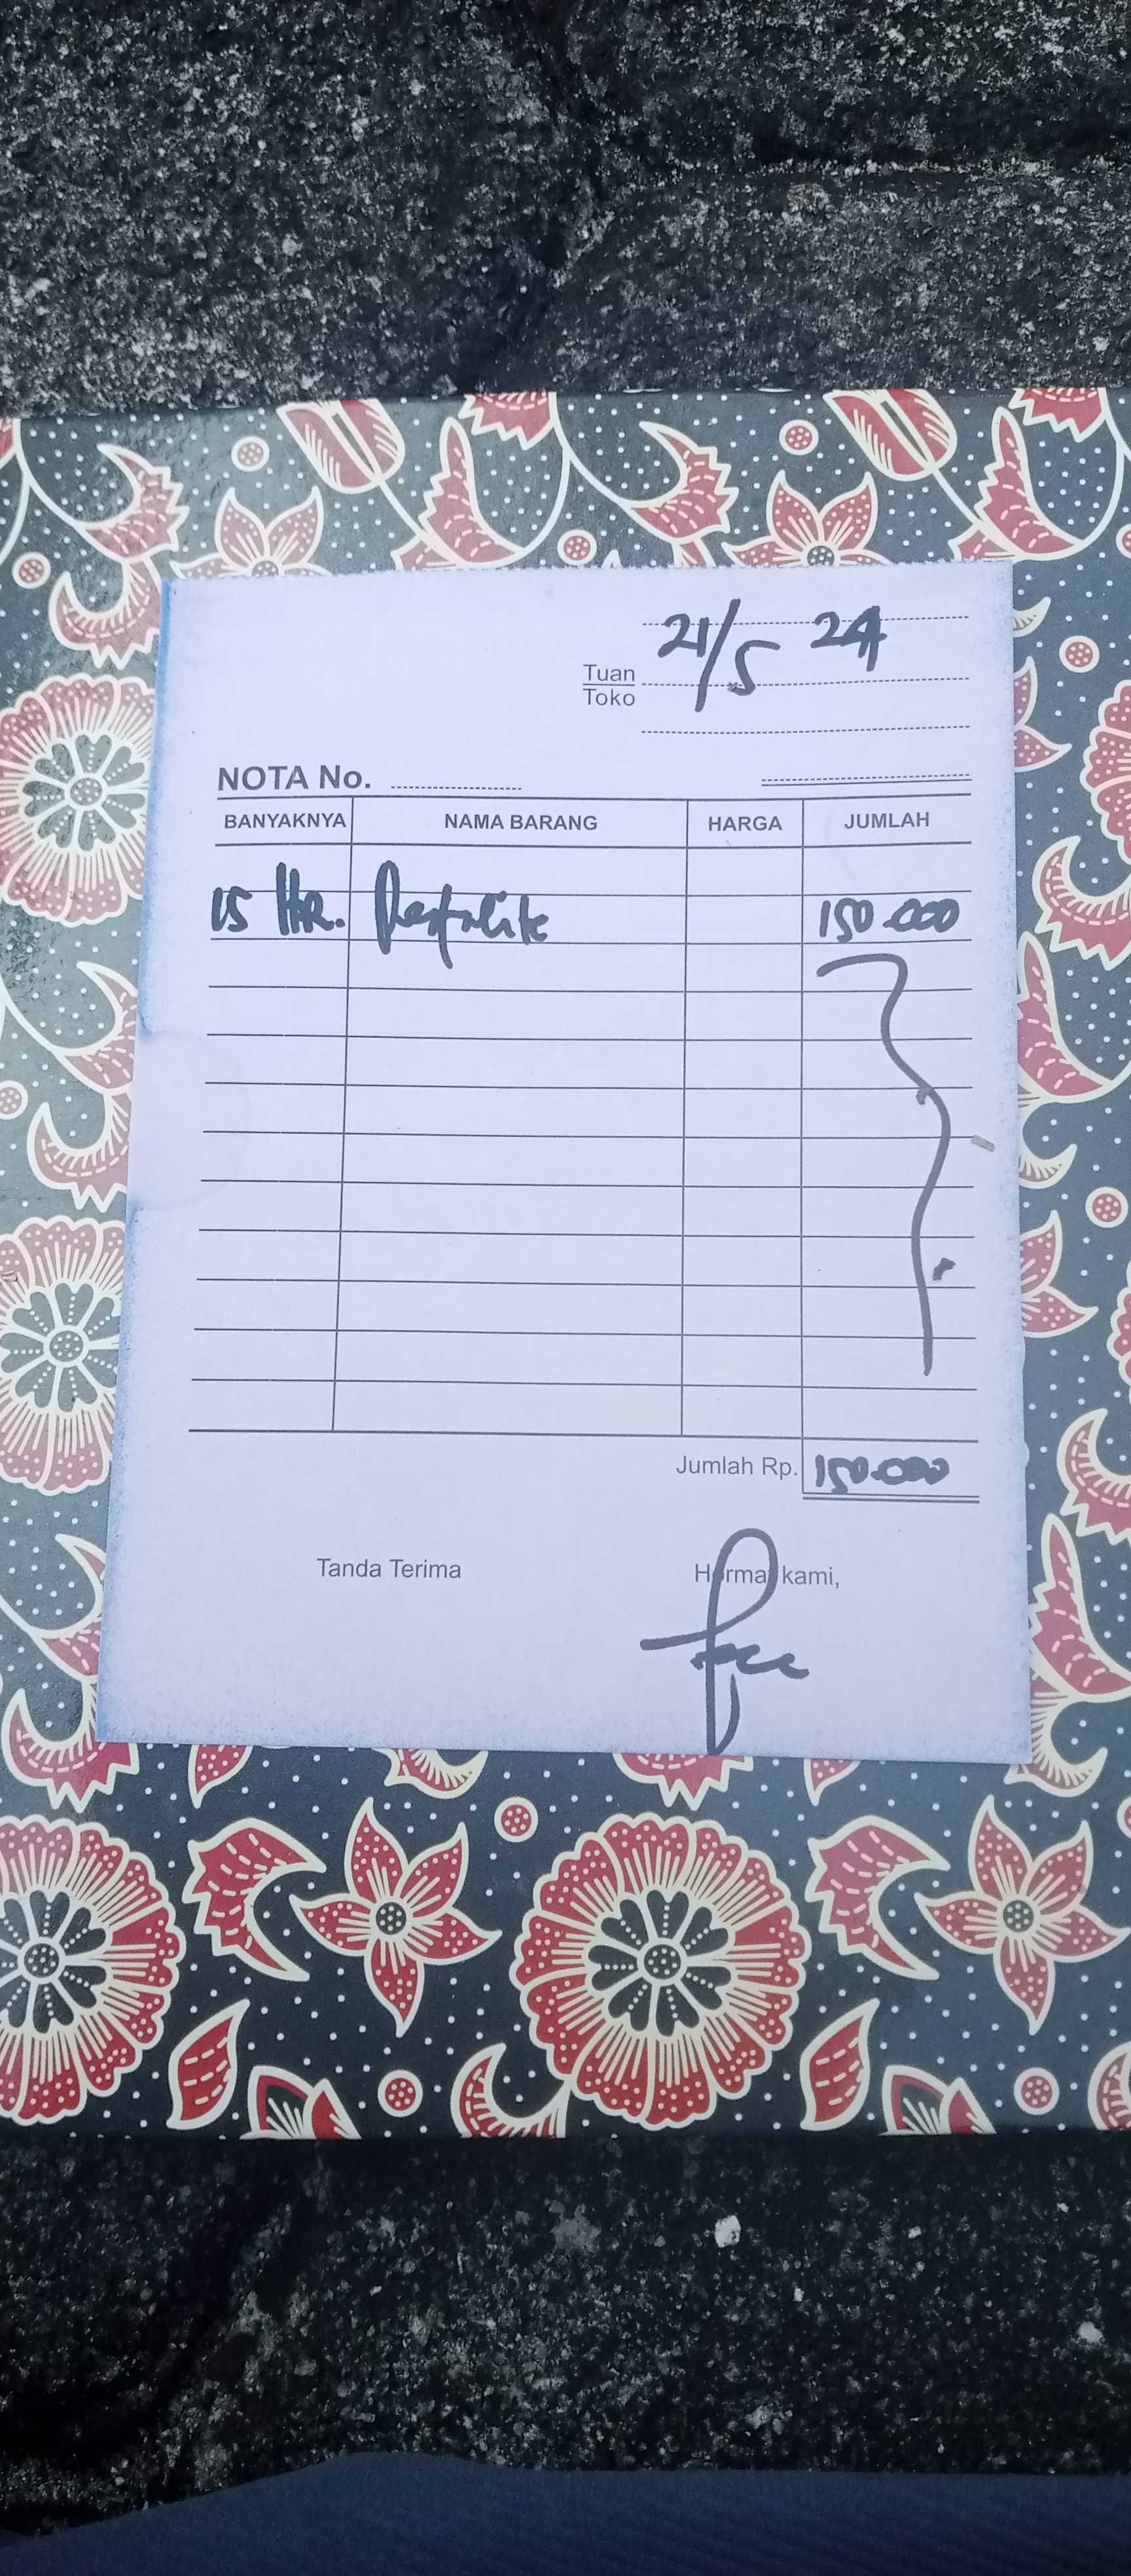 21/5 24
Tuan
Toko
NOTA No.
BANYAKNYA NAMA BARANG HARGA JUMLAH
15 Pertalite 150.000
Jumlah Rp. 150.000
Tanda Terima Hormat kami,